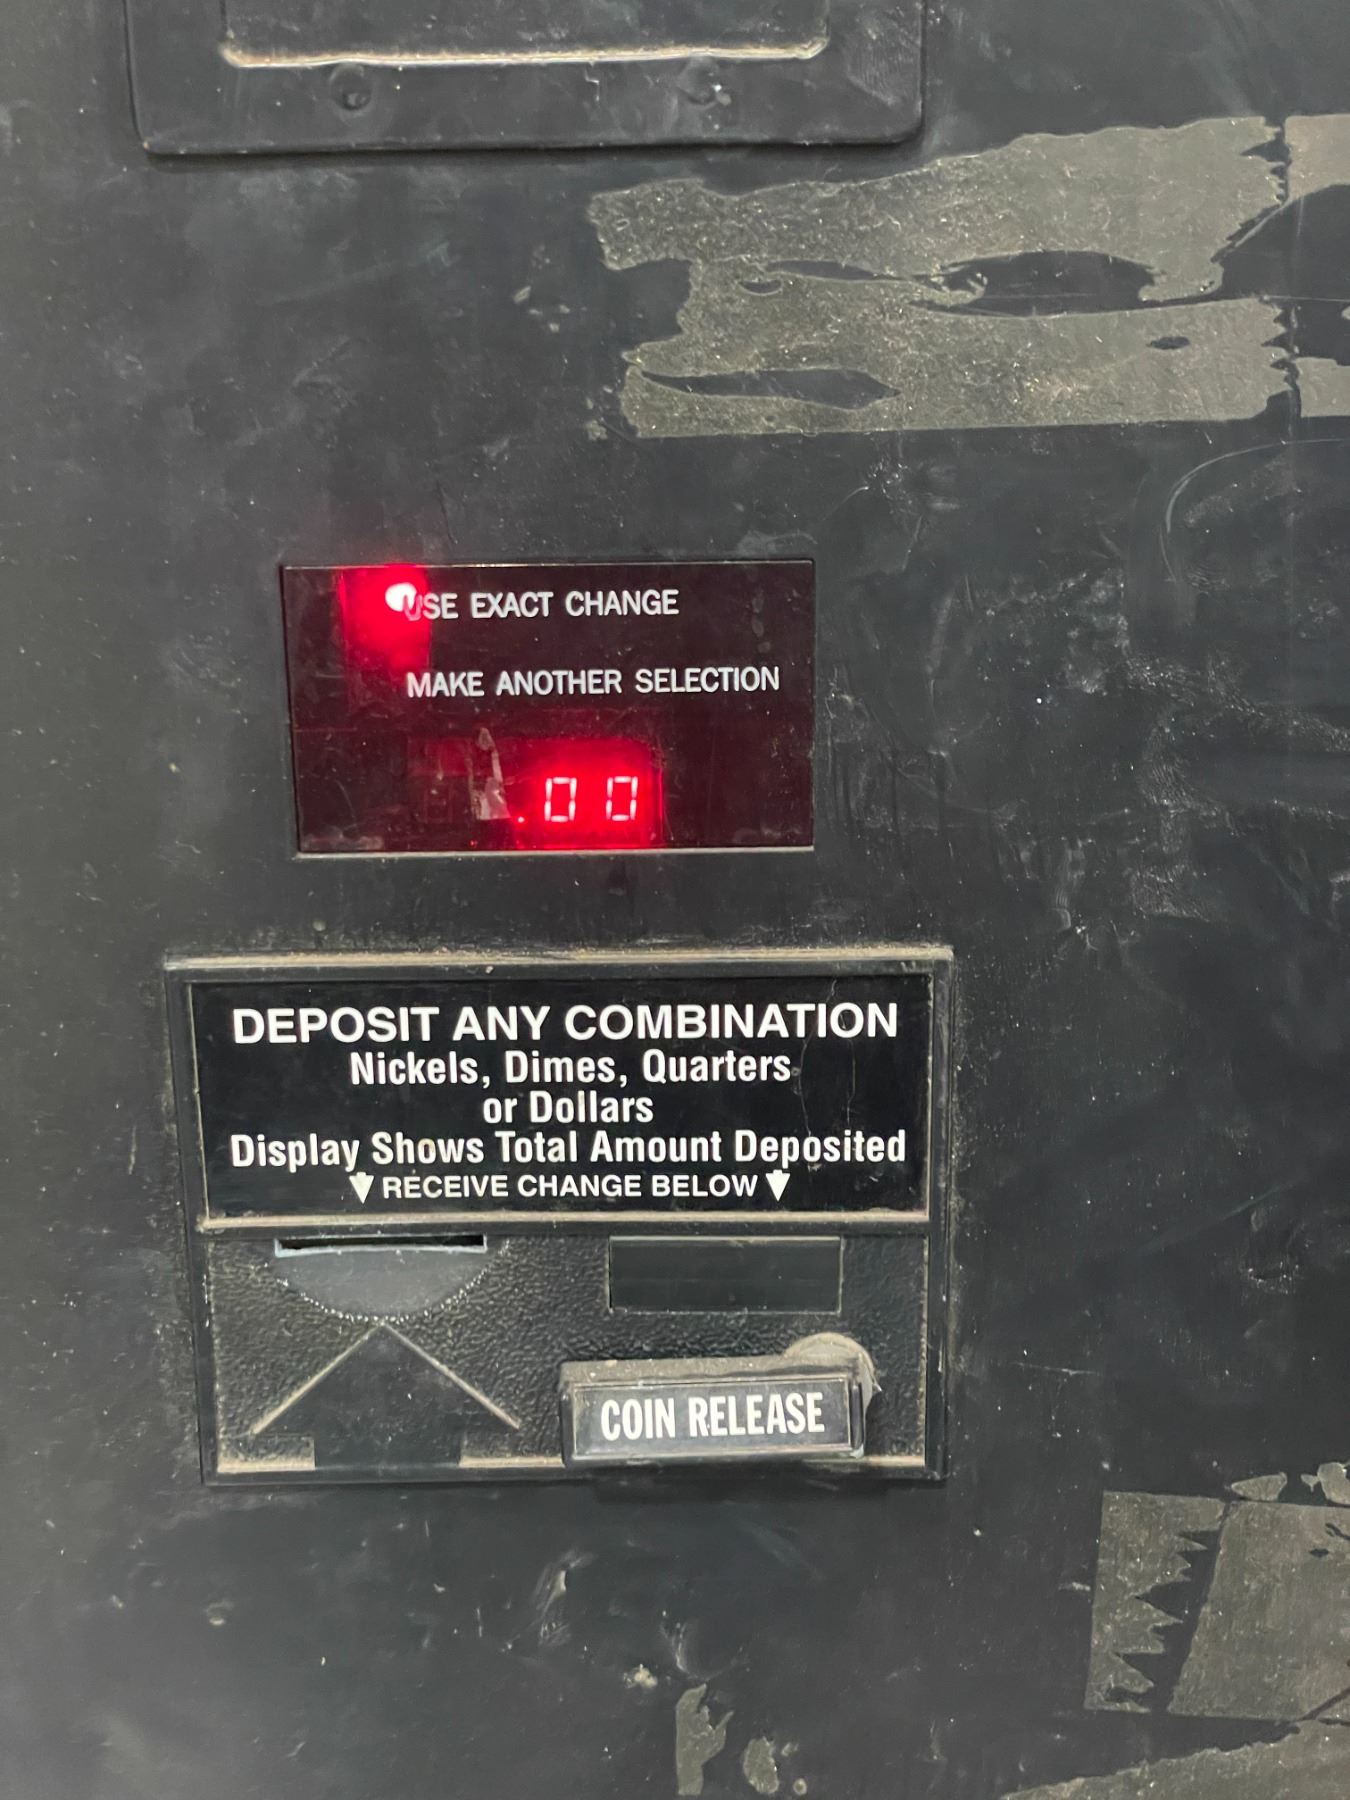 USE EXACT CHANGE
MAKE ANOTHER SELECTION
.00
DEPOSIT ANY COMBINATION
Nickels, Dimes, Quarters
or Dollars
Display Shows Total Amount Deposited
RECEIVE CHANGE BELOW
COIN RELEASE